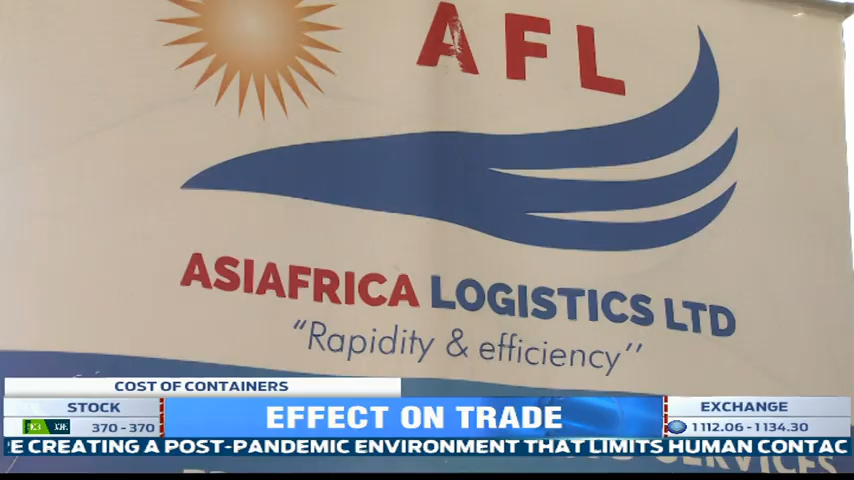 AFL
ASIAFRICA LOGISTICS LTD
"Rapidity & efficiency"
COST OF CONTAINERS
STOCK
370 - 370
EFFECT ON TRADE
EXCHANGE
1112.06 - 1134.30
E CREATING A POST-PANDEMIC ENVIRONMENT THAT LIMITS HUMAN CONTAC
SERVICES